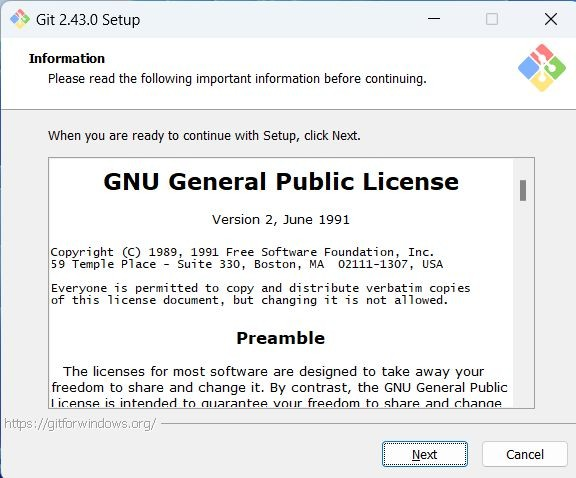 Git 2.43.0 Setup
Information
Please read the following important information before continuing.
When you are ready to continue with Setup, click Next.
GNU General Public License
Version 2, June 1991
Copyright (C) 1989, 1991 Free Software Foundation, Inc.
59 Temple Place - Suite 330, Boston, MA  02111-1307, USA
Everyone is permitted to copy and distribute verbatim copies
of this license document, but changing it is not allowed.
Preamble
The licenses for most software are designed to take away your
freedom to share and change it. By contrast, the GNU General Public
License is intended to guarantee your freedom to share and change
https://gitforwindows.org/
Next
Cancel